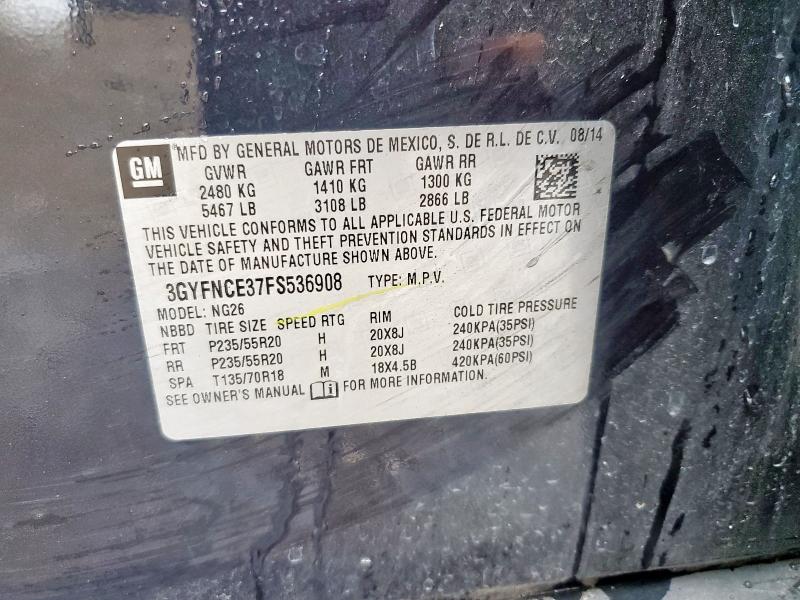 GM
MFD BY GENERAL MOTORS DE MEXICO, S. DE R.L. DE C.V. 08/14
GVWR GAWR FRT GAWR RR
2480 KG 1410 KG 1300 KG
5467 LB 3108 LB 2866 LB
THIS VEHICLE CONFORMS TO ALL APPLICABLE U.S. FEDERAL MOTOR
VEHICLE SAFETY AND THEFT PREVENTION STANDARDS IN EFFECT ON
THE DATE OF MANUFACTURE SHOWN ABOVE.
3GYFNCE37FS536908 TYPE: M.P.V.
MODEL: NG26
NBBD TIRE SIZE SPEED RTG RIM COLD TIRE PRESSURE
FRT P235/55R20 H 20X8J 240KPA(35PSI)
RR P235/55R20 H 20X8J 240KPA(35PSI)
SPA T135/70R18 M 18X4.5B 420KPA(60PSI)
SEE OWNER'S MANUAL i FOR MORE INFORMATION.